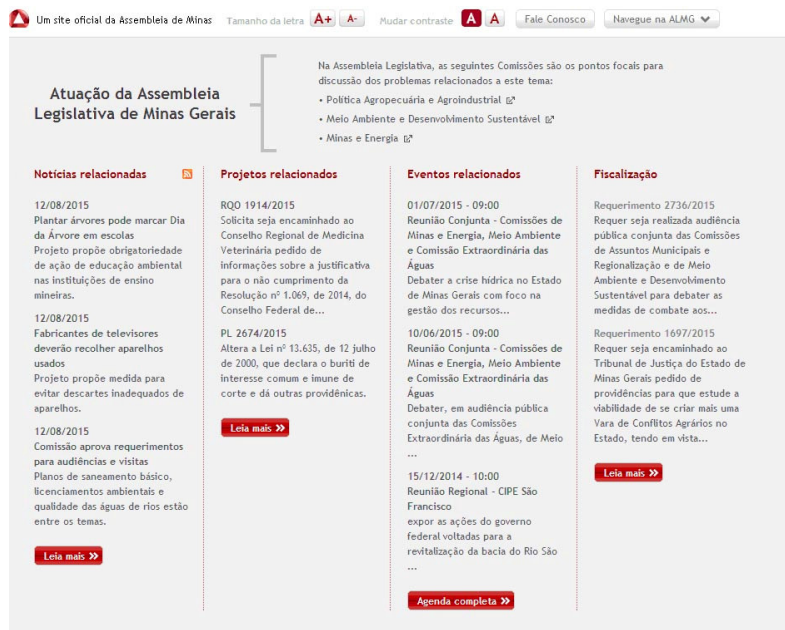 Um site oficial da Assembleia de Minas
Tamanho da letra A+ A-
Mudar contraste A A
Fale Conosco
Navegue na ALMG
Atuação da Assembleia
Legislativa de Minas Gerais
Na Assembleia Legislativa, as seguintes Comissões são os pontos focais para
discussão dos problemas relacionados a este tema:
• Política Agropecuária e Agroindustrial
• Meio Ambiente e Desenvolvimento Sustentável
• Minas e Energia
Notícias relacionadas
12/08/2015
Plantar árvores pode marcar Dia
da Árvore em escolas
Projeto propõe obrigatoriedade
de ação de educação ambiental
nas instituições de ensino
mineiras.
12/08/2015
Fabricantes de televisores
deverão recolher aparelhos
usados
Projeto propõe medida para
evitar descartes inadequados de
aparelhos.
12/08/2015
Comissão aprova requerimentos
para audiências e visitas
Planos de saneamento básico,
licenciamentos ambientais e
qualidade das águas de rios estão
entre os temas.
Leia mais
Projetos relacionados
RQO 1914/2015
Solicita seja encaminhado ao
Conselho Regional de Medicina
Veterinária pedido de
informações sobre a justificativa
para o não cumprimento da
Resolução nº 1.069, de 2014, do
Conselho Federal de...
PL 2674/2015
Altera a Lei nº 13.635, de 12 julho
de 2000, que declara o buriti de
interesse comum e imune de
corte e dá outras providênicas.
Leia mais
Eventos relacionados
01/07/2015 - 09:00
Reunião Conjunta - Comissões de
Minas e Energia, Meio Ambiente
e Comissão Extraordinária das
Águas
Debater a crise hídrica no Estado
de Minas Gerais com foco na
gestão dos recursos...
10/06/2015 - 09:00
Reunião Conjunta - Comissões de
Minas e Energia, Meio Ambiente
e Comissão Extraordinária das
Águas
Debater, em audiência pública
conjunta das Comissões
Extraordinária das Águas, de Meio
...
15/12/2014 - 10:00
Reunião Regional - CIPE São
Francisco
expor as ações do governo
federal voltadas para a
revitalização da bacia do Rio São
...
Agenda completa
Fiscalização
Requerimento 2736/2015
Requer seja realizada audiência
pública conjunta das Comissões
de Assuntos Municipais e
Regionalização e de Meio
Ambiente e Desenvolvimento
Sustentável para debater as
medidas de combate aos...
Requerimento 1697/2015
Requer seja encaminhado ao
Tribunal de Justiça do Estado de
Minas Gerais pedido de
providências para que estude a
viabilidade de se criar mais uma
Vara de Conflitos Agrários no
Estado, tendo em vista...
Leia mais